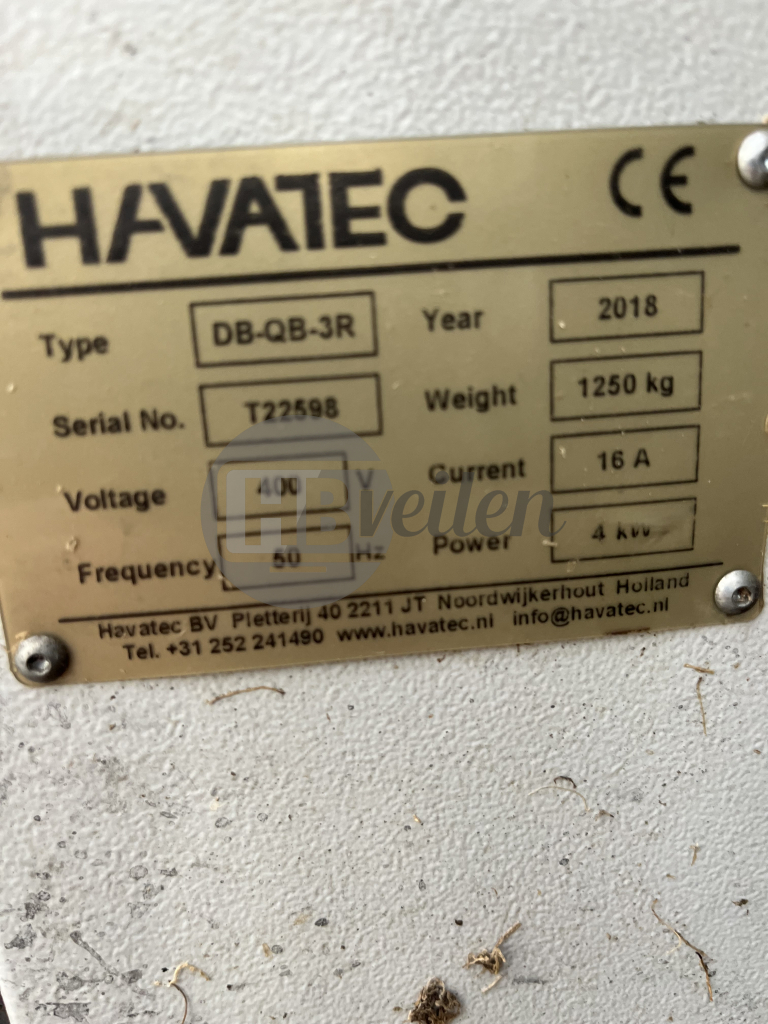 HAVATEC CE
Type DB-QB-3R Year 2018
Serial No. T22598 Weight 1250 kg
Voltage 400 V Current 16 A
Frequency 50 Hz Power 4 kW
HBveilen
Havatec BV Pletterij 40 2211 JT Noordwijkerhout Holland
Tel. +31 252 241490 www.havatec.nl info@havatec.nl